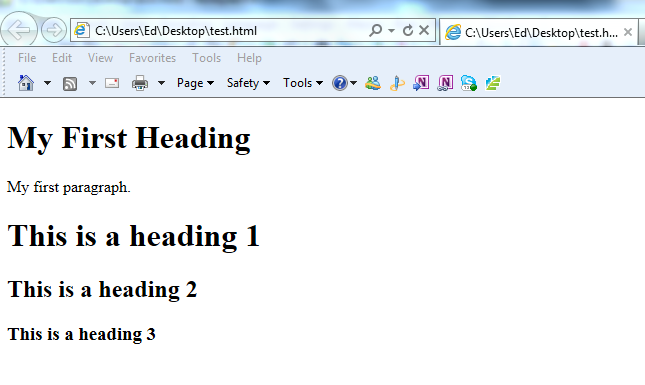 C:\Users\Ed\Desktop\test.html
C:\Users\Ed\Desktop\test.h...
File Edit View Favorites Tools Help
Page Safety Tools
My First Heading
My first paragraph.
This is a heading 1
This is a heading 2
This is a heading 3